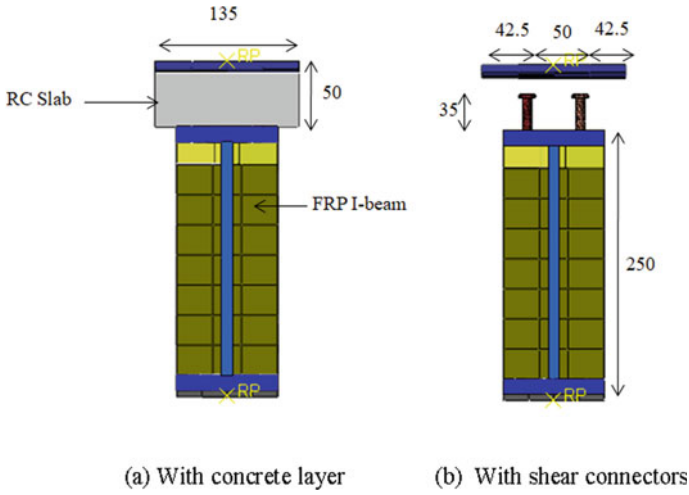 135
RP
50
RC Slab
FRP I-beam
RP
(a) With concrete layer
42.5 50 42.5
RP
35
250
RP
(b) With shear connectors